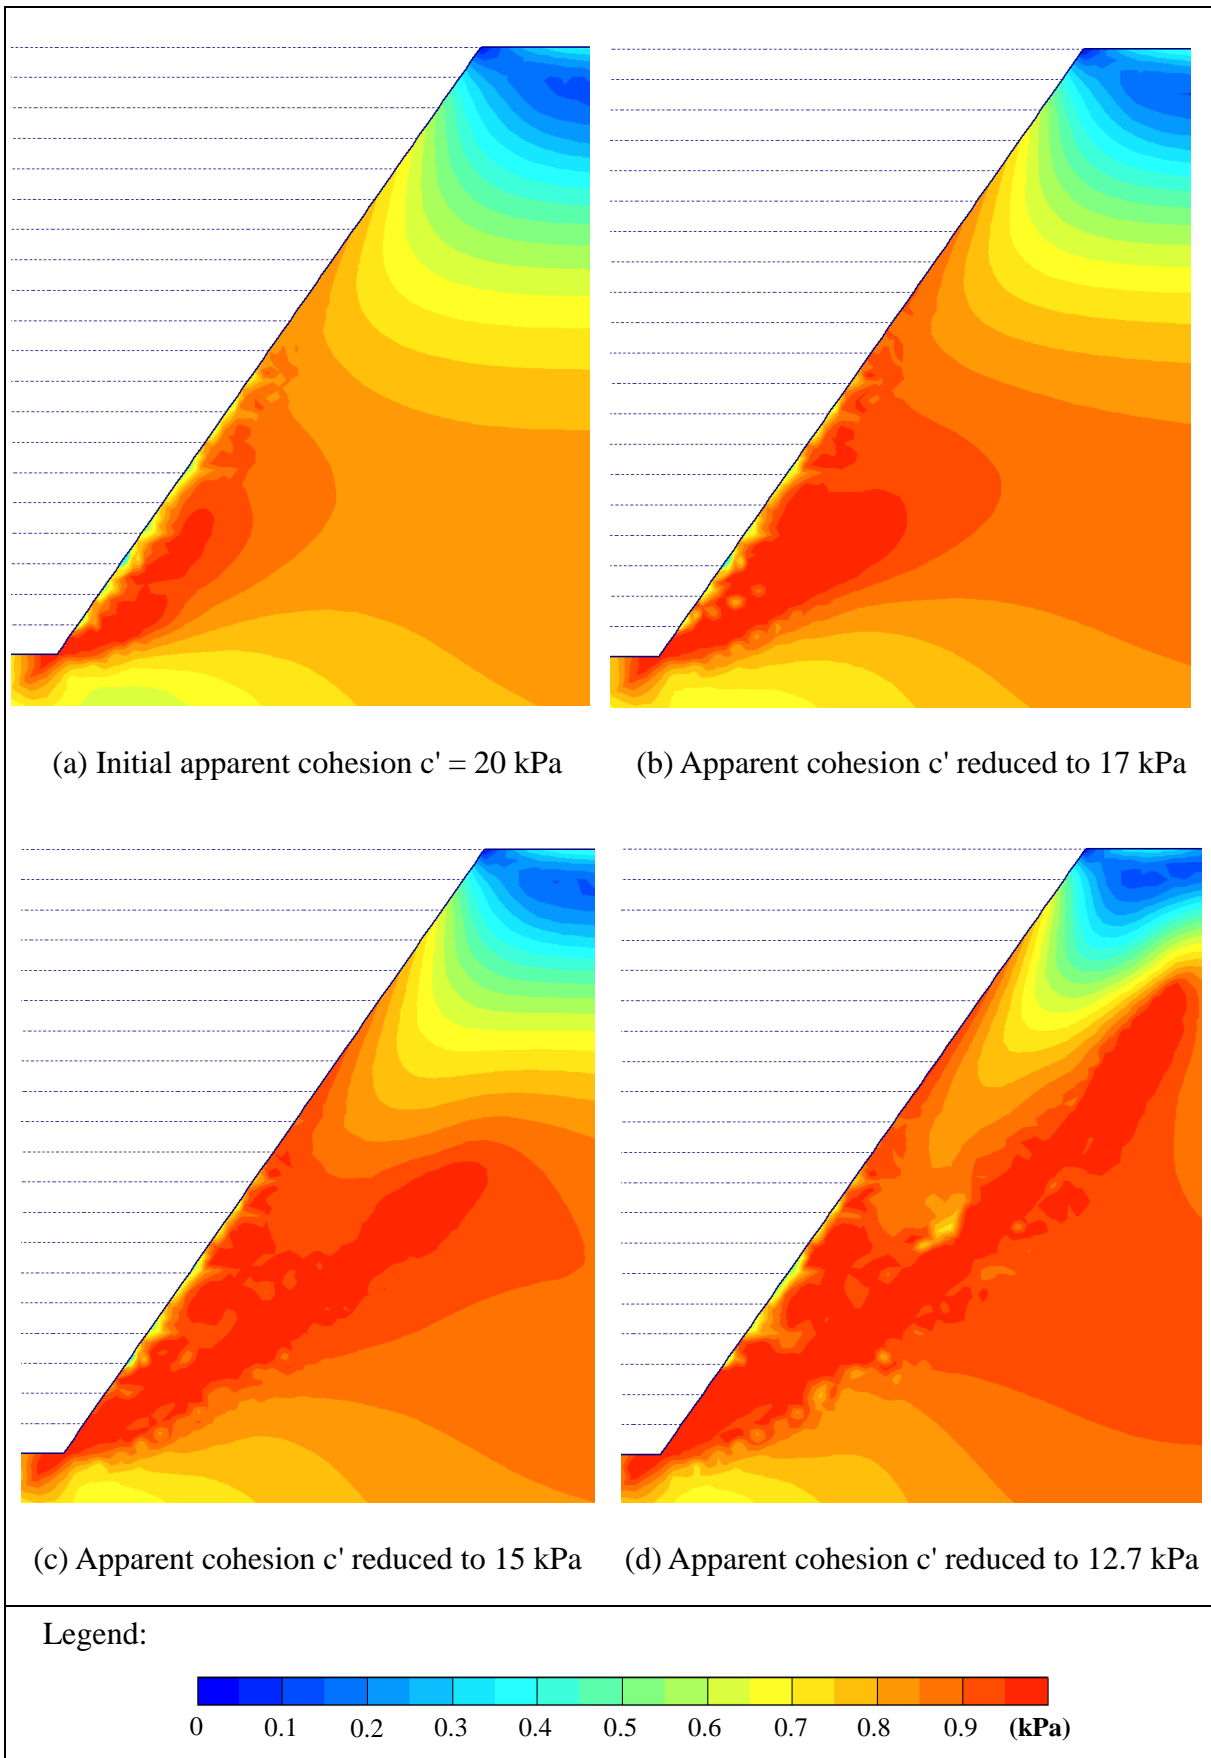 (a) Initial apparent cohesion c' = 20 kPa
(b) Apparent cohesion c' reduced to 17 kPa
(c) Apparent cohesion c' reduced to 15 kPa
(d) Apparent cohesion c' reduced to 12.7 kPa
Legend:
0 0.1 0.2 0.3 0.4 0.5 0.6 0.7 0.8 0.9 (kPa)